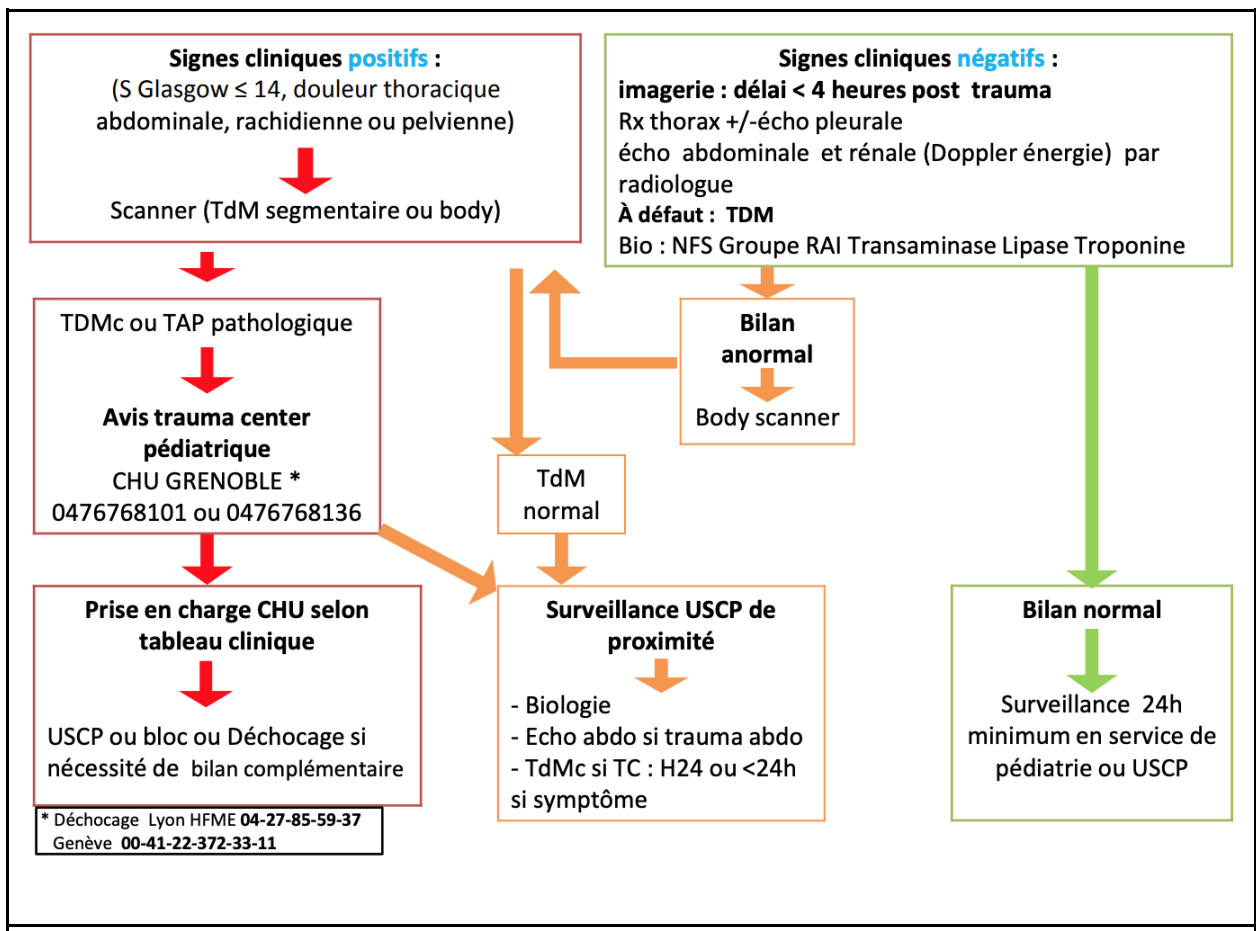 Signes cliniques positifs :
(S Glasgow ≤ 14, douleur thoracique
abdominale, rachidienne ou pelvienne)
Scanner (TdM segmentaire ou body)
Signes cliniques négatifs :
imagerie : délai < 4 heures post trauma
Rx thorax +/-écho pleurale
écho abdominale et rénale (Doppler énergie) par
radiologue
À défaut : TDM
Bio : NFS Groupe RAI Transaminase Lipase Troponine
TDMc ou TAP pathologique
Avis trauma center
pédiatrique
CHU GRENOBLE *
0476768101 ou 0476768136
Bilan
anormal
Body scanner
TdM
normal
Prise en charge CHU selon
tableau clinique
USCP ou bloc ou Déchocage si
nécessité de bilan complémentaire
* Déchocage Lyon HFME 04-27-85-59-37
Genève 00-41-22-372-33-11
Surveillance USCP de
proximité
- Biologie
- Echo abdo si trauma abdo
- TdMc si TC : H24 ou <24h
si symptôme
Bilan normal
Surveillance 24h
minimum en service de
pédiatrie ou USCP